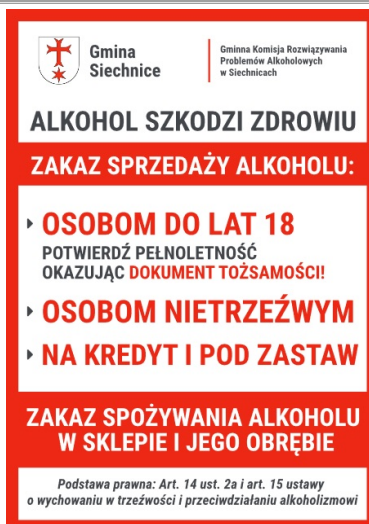 Gmina
Siechnice
Gminna Komisja Rozwiązywania
Problemów Alkoholowych
w Siechnicach
ALKOHOL SZKODZI ZDROWIU
ZAKAZ SPRZEDAŻY ALKOHOLU:
OSOBOM DO LAT 18
POTWIERDŹ PEŁNOLETNOŚĆ
OKAZUJĄC DOKUMENT TOŻSAMOŚCI!
OSOBOM NIETRZEŹWYM
NA KREDYT I POD ZASTAW
ZAKAZ SPOŻYWANIA ALKOHOLU
W SKLEPIE I JEGO OBRĘBIE
Podstawa prawna: Art. 14 ust. 2a i art. 15 ustawy
o wychowaniu w trzeźwości i przeciwdziałaniu alkoholizmowi